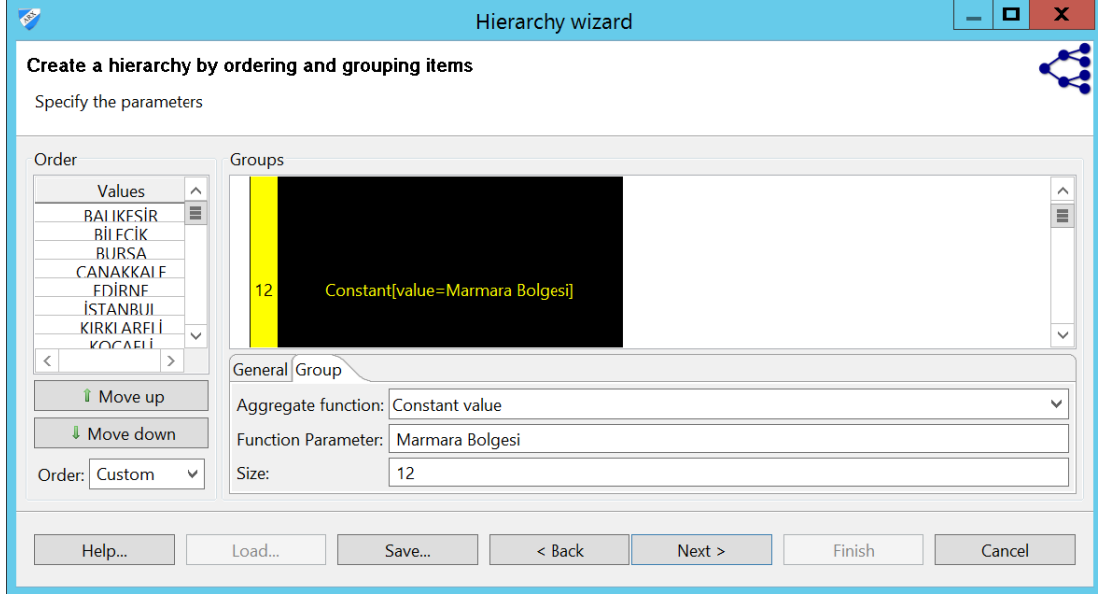 ARX
Hierarchy wizard
Create a hierarchy by ordering and grouping items
Specify the parameters
Order
Values
BALIKESİR
BİLECİK
BURSA
ÇANAKKALE
EDİRNE
İSTANBUL
KIRKLARELİ
KOCAELİ
Move up
Move down
Order: Custom
Groups
12 Constant[value=Marmara Bolgesi]
General Group
Aggregate function: Constant value
Function Parameter: Marmara Bolgesi
Size: 12
Help... Load... Save... < Back Next > Finish Cancel